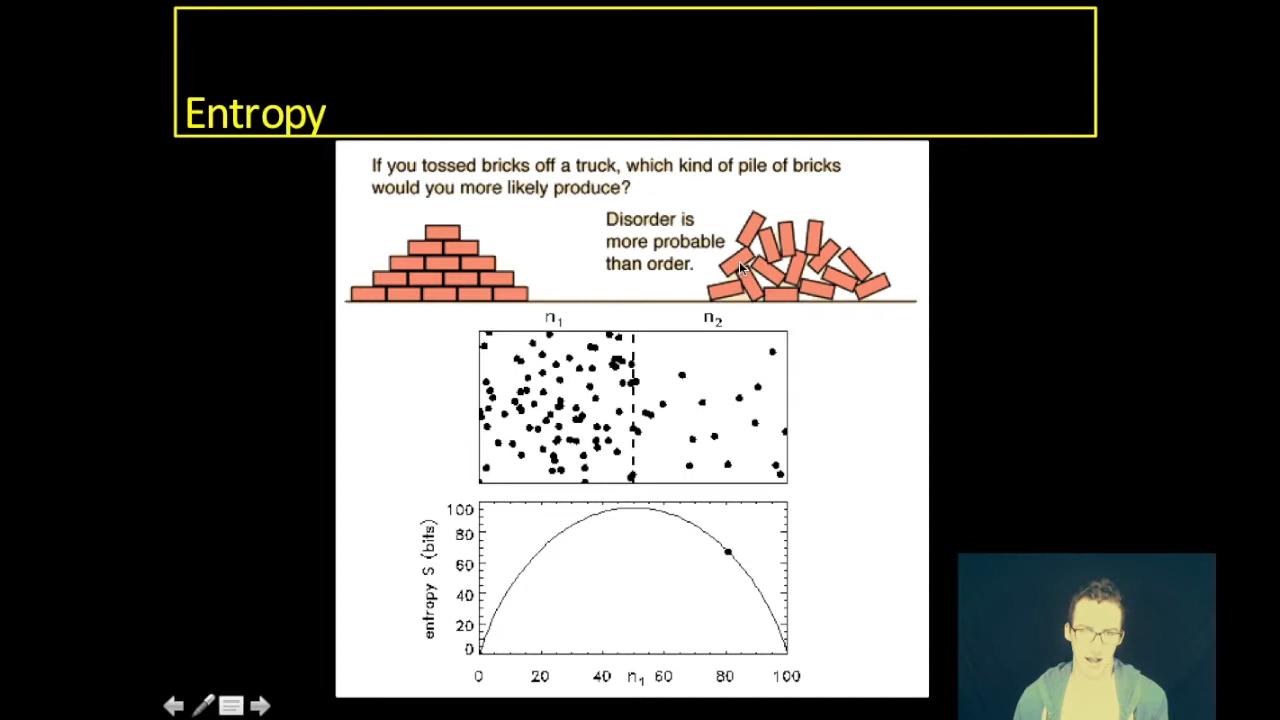 Entropy
If you tossed bricks off a truck, which kind of pile of bricks
would you more likely produce?
Disorder is
more probable
than order.
n₁ n₂
entropy S (bits)
100
80
60
40
20
0
0 20 40 n₁ 60 80 100